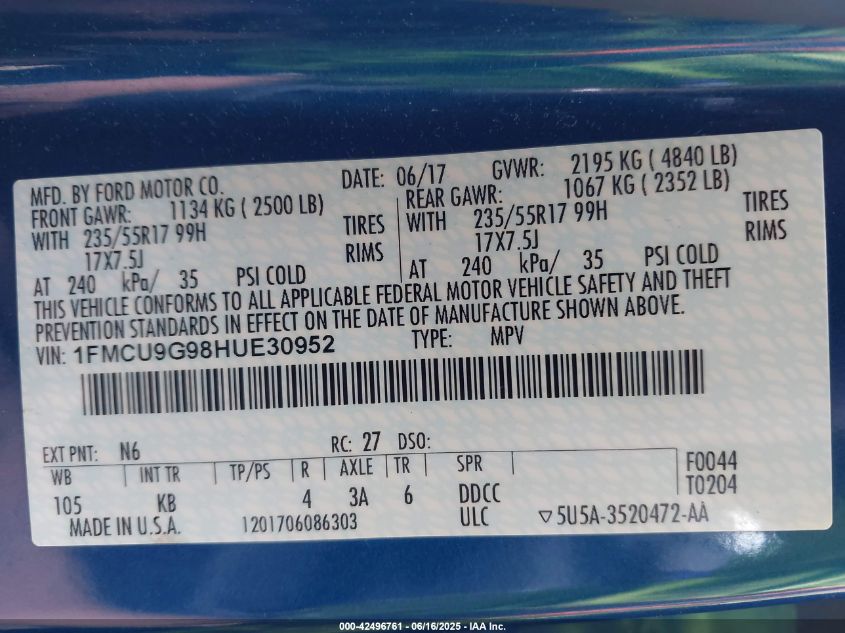 MFD. BY FORD MOTOR CO. DATE: 06/17 GVWR: 2195 KG ( 4840 LB)
FRONT GAWR: 1134 KG ( 2500 LB) REAR GAWR: 1067 KG ( 2352 LB)
WITH 235/55R17 99H TIRES WITH 235/55R17 99H TIRES
17X7.5J RIMS 17X7.5J RIMS
AT 240 kPa/ 35 PSI COLD AT 240 kPa/ 35 PSI COLD
THIS VEHICLE CONFORMS TO ALL APPLICABLE FEDERAL MOTOR VEHICLE SAFETY AND THEFT
PREVENTION STANDARDS IN EFFECT ON THE DATE OF MANUFACTURE SHOWN ABOVE.
VIN: 1FMCU9G98HUE30952 TYPE: MPV
EXT PNT: N6 RC: 27 DSO:
WB INT TR TP/PS R AXLE TR SPR F0044
105 KB 4 3A 6 DDCC T0204
MADE IN U.S.A. 1201706086303 ULC ▽5U5A-3520472-AA
000-42496761 - 06/16/2025 - IAA Inc.